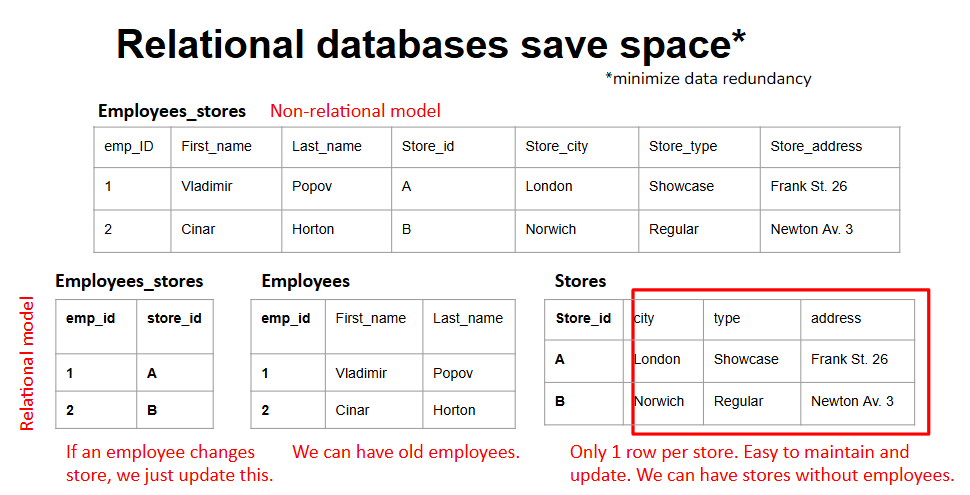 Relational databases save space*
*minimize data redundancy
Employees_stores Non-relational model
emp_ID First_name Last_name Store_id Store_city Store_type Store_address
1 Vladimir Popov A London Showcase Frank St. 26
2 Cinar Horton B Norwich Regular Newton Av. 3
Relational model
Employees_stores
emp_id store_id
1 A
2 B
If an employee changes
store, we just update this.
Employees
emp_id First_name Last_name
1 Vladimir Popov
2 Cinar Horton
We can have old employees.
Stores
Store_id city type address
A London Showcase Frank St. 26
B Norwich Regular Newton Av. 3
Only 1 row per store. Easy to maintain and
update. We can have stores without employees.